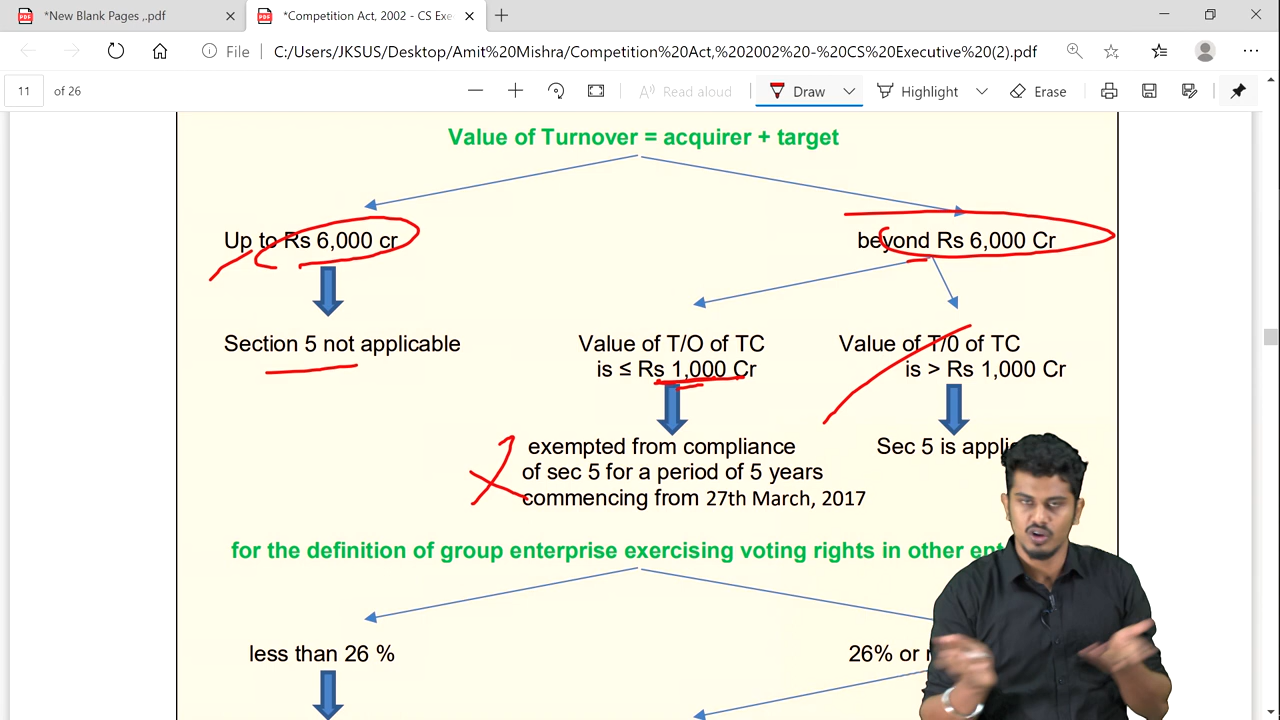 *New Blank Pages ,.pdf
*Competition Act, 2002 - CS Exe
File
C:/Users/JKSUS/Desktop/Amit%20Mishra/Competition%20Act,%202002%20-%20CS%20Executive%20(2).pdf
11 of 26
Read aloud
Draw
Highlight
Erase
Value of Turnover = acquirer + target
Up to Rs 6,000 cr
beyond Rs 6,000 Cr
Section 5 not applicable
Value of T/O of TC
is ≤ Rs 1,000 Cr
Value of T/0 of TC
is > Rs 1,000 Cr
exempted from compliance
of sec 5 for a period of 5 years
commencing from 27th March, 2017
Sec 5 is appli
for the definition of group enterprise exercising voting rights in other ent
less than 26 %
26% or